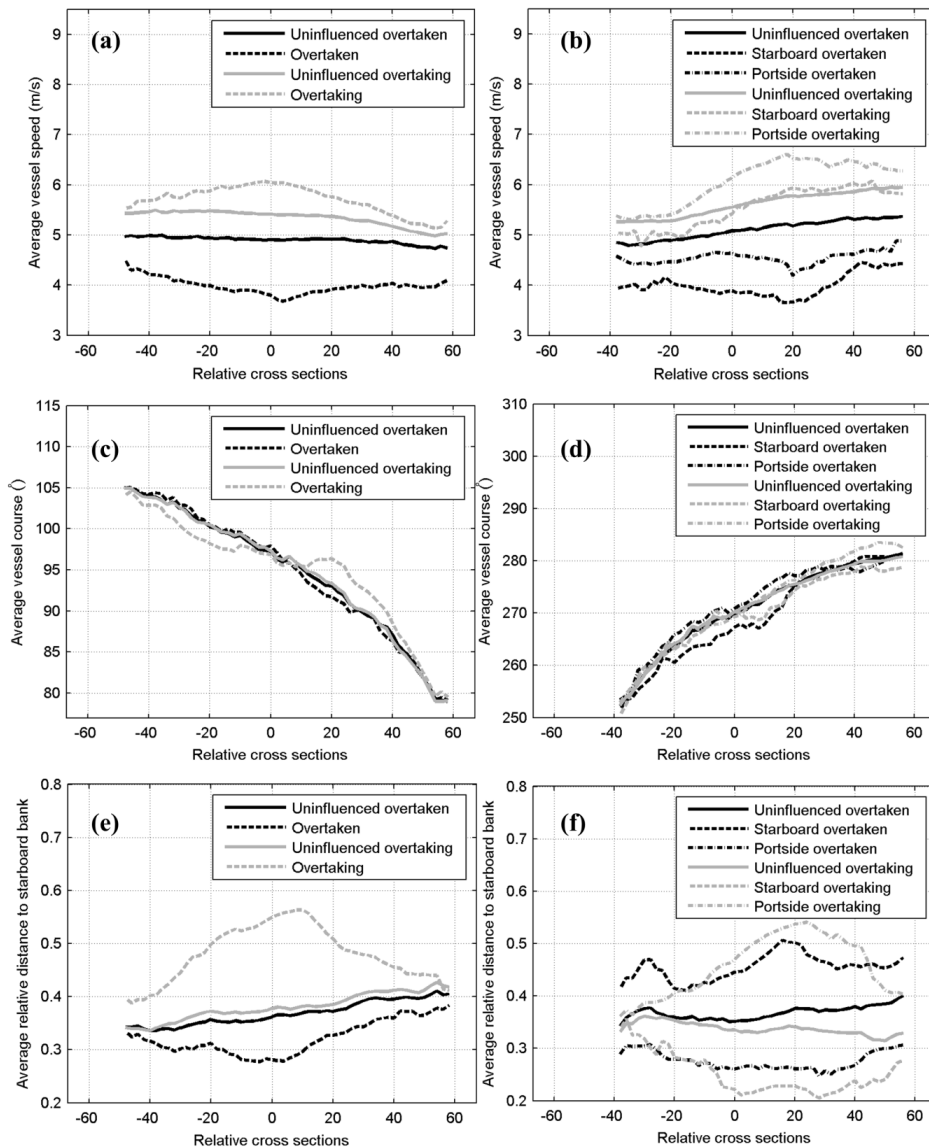 (a)
Uninfluenced overtaken
Overtaken
Uninfluenced overtaking
Overtaking
Average vessel speed (m/s)
9
8
7
6
5
4
3
-60 -40 -20 0 20 40 60
Relative cross sections
(b)
Uninfluenced overtaken
Starboard overtaken
Portside overtaken
Uninfluenced overtaking
Starboard overtaking
Portside overtaking
Average vessel speed (m/s)
9
8
7
6
5
4
3
-60 -40 -20 0 20 40 60
Relative cross sections
(c)
Uninfluenced overtaken
Overtaken
Uninfluenced overtaking
Overtaking
Average vessel course (°)
115
110
105
100
95
90
85
80
-60 -40 -20 0 20 40 60
Relative cross sections
(d)
Uninfluenced overtaken
Starboard overtaken
Portside overtaken
Uninfluenced overtaking
Starboard overtaking
Portside overtaking
Average vessel course (°)
310
300
290
280
270
260
250
-60 -40 -20 0 20 40 60
Relative cross sections
(e)
Uninfluenced overtaken
Overtaken
Uninfluenced overtaking
Overtaking
Average relative distance to starboard bank
0.8
0.7
0.6
0.5
0.4
0.3
0.2
-60 -40 -20 0 20 40 60
Relative cross sections
(f)
Uninfluenced overtaken
Starboard overtaken
Portside overtaken
Uninfluenced overtaking
Starboard overtaking
Portside overtaking
Average relative distance to starboard bank
0.8
0.7
0.6
0.5
0.4
0.3
0.2
-60 -40 -20 0 20 40 60
Relative cross sections